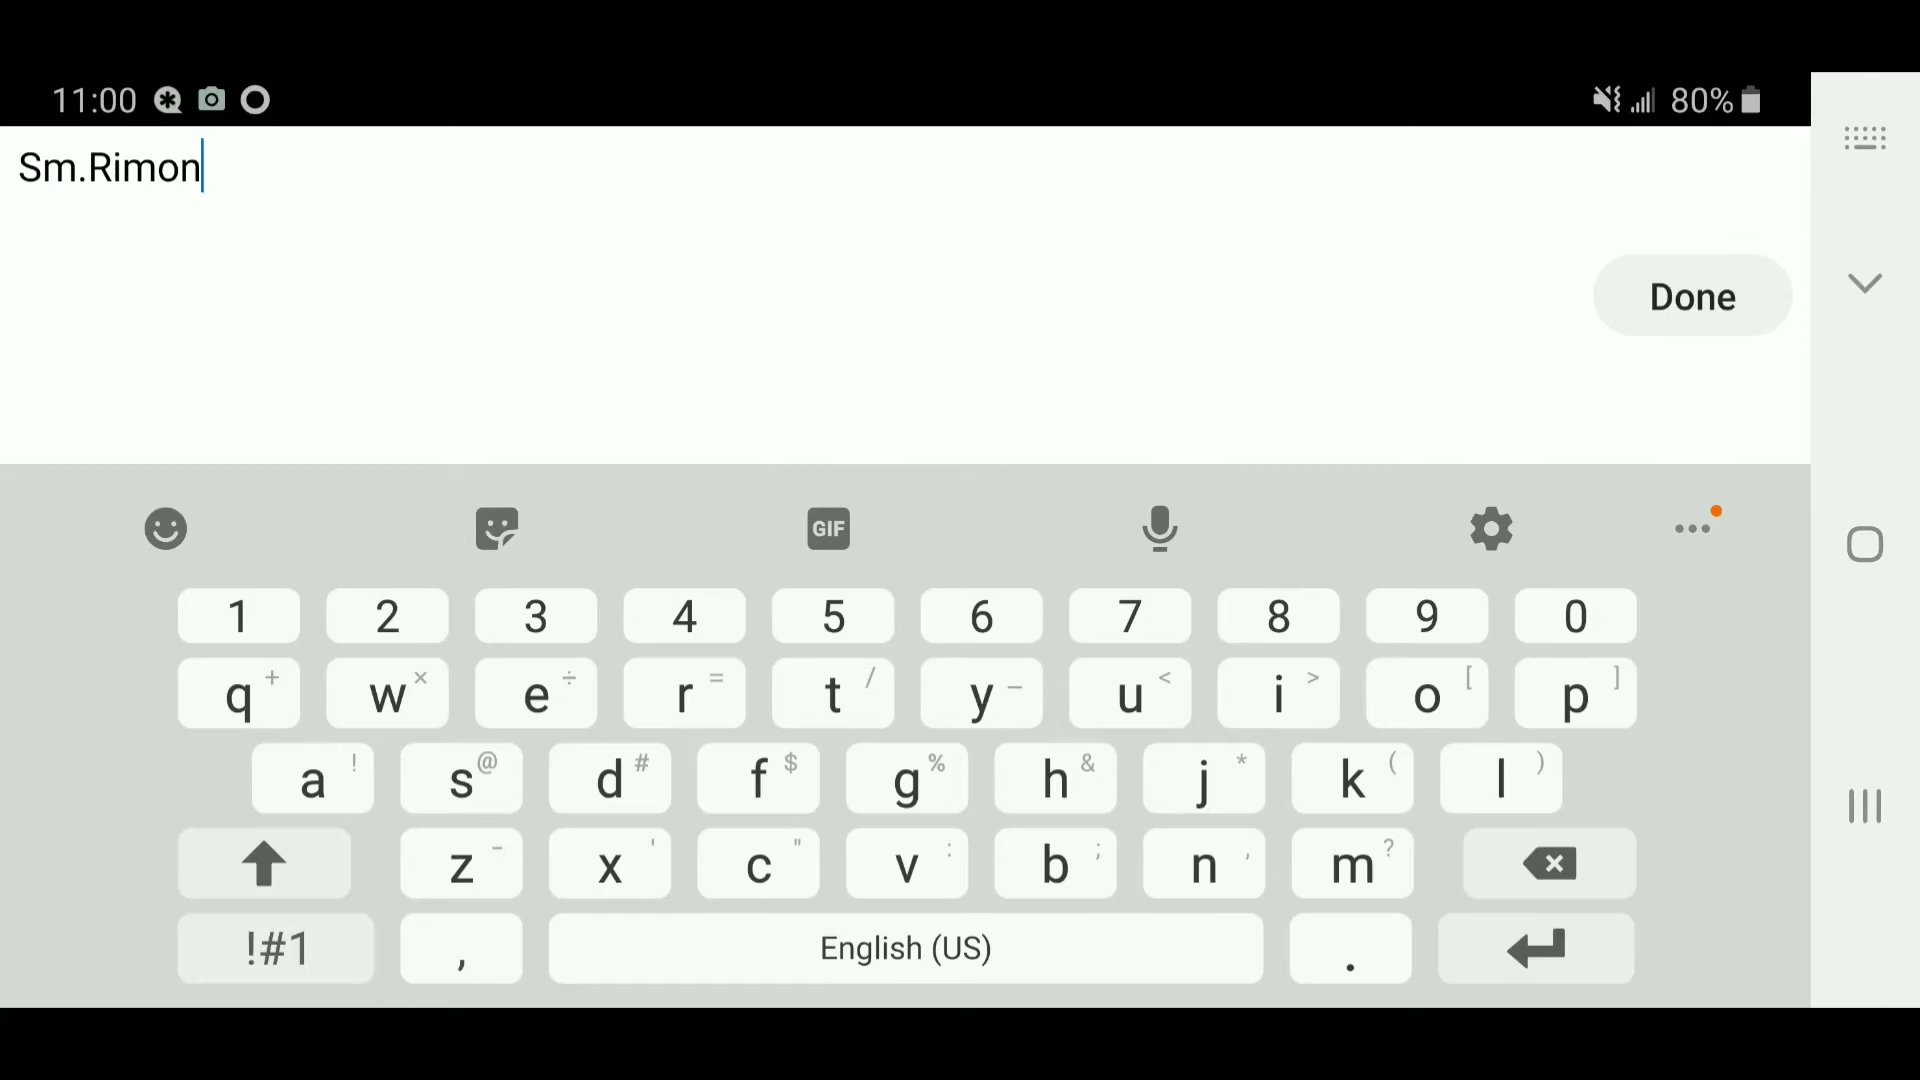 11:00 80%
Sm.Rimon
Done
GIF
1 2 3 4 5 6 7 8 9 0
q + w × e ÷ r = t / y _ u < i > o [ p ]
a ! s @ d # f $ g % h & j * k ( l )
z - x ' c " v : b ; n , m ?
!#1 , English (US) .